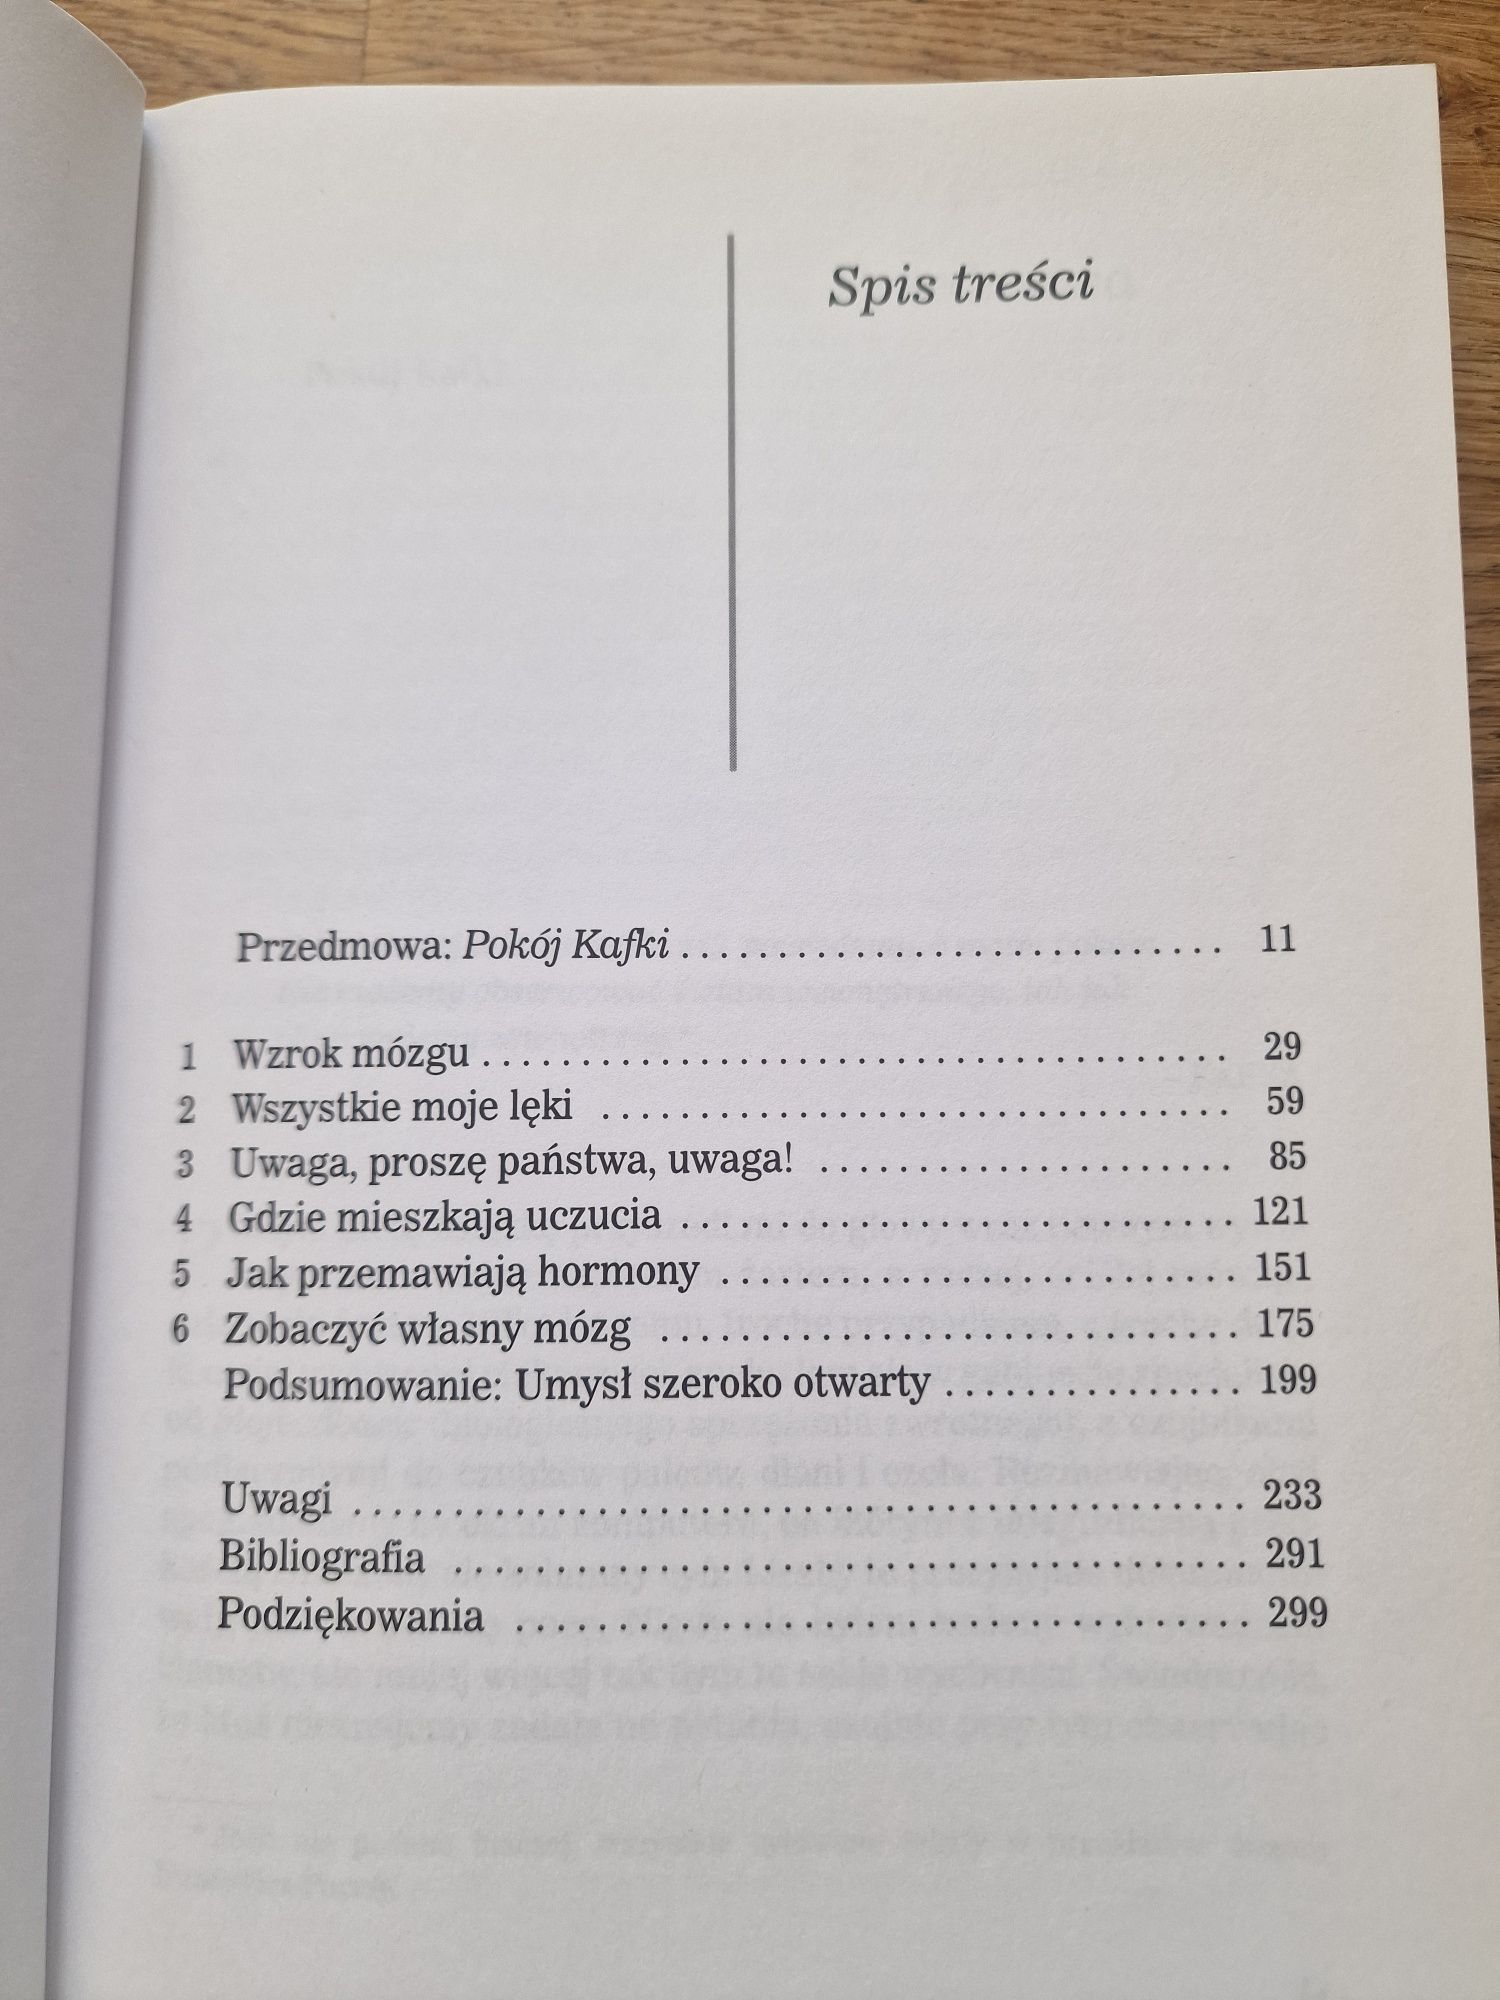 Spis treści
Przedmowa: Pokój Kafki . . . . . . . . . . . . . . . . . . . . . . . . . . . . 11
1 Wzrok mózgu . . . . . . . . . . . . . . . . . . . . . . . . . . . . . . . . . . . . . . 29
2 Wszystkie moje lęki . . . . . . . . . . . . . . . . . . . . . . . . . . . . . . . . 59
3 Uwaga, proszę państwa, uwaga! . . . . . . . . . . . . . . . . . . . . . 85
4 Gdzie mieszkają uczucia . . . . . . . . . . . . . . . . . . . . . . . . . . . . 121
5 Jak przemawiają hormony . . . . . . . . . . . . . . . . . . . . . . . . . . 151
6 Zobaczyć własny mózg . . . . . . . . . . . . . . . . . . . . . . . . . . . . . 175
Podsumowanie: Umysł szeroko otwarty . . . . . . . . . . . . . . . 199
Uwagi . . . . . . . . . . . . . . . . . . . . . . . . . . . . . . . . . . . . . . . . . . . . . 233
Bibliografia . . . . . . . . . . . . . . . . . . . . . . . . . . . . . . . . . . . . . . . . 291
Podziękowania . . . . . . . . . . . . . . . . . . . . . . . . . . . . . . . . . . . . . 299